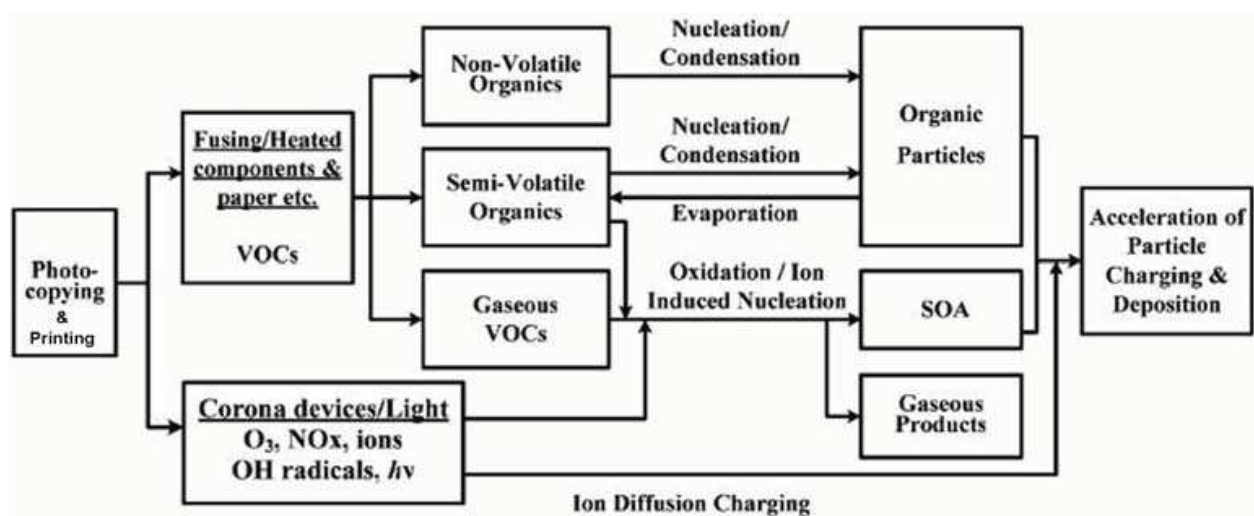 Photo-
copying
&
Printing
Fusing/Heated
components &
paper etc.
VOCs
Corona devices/Light
O₃, NOx, ions
OH radicals, hν
Non-Volatile
Organics
Semi-Volatile
Organics
Gaseous
VOCs
Nucleation/
Condensation
Nucleation/
Condensation
Evaporation
Oxidation / Ion
Induced Nucleation
Organic
Particles
SOA
Gaseous
Products
Ion Diffusion Charging
Acceleration of
Particle
Charging &
Deposition